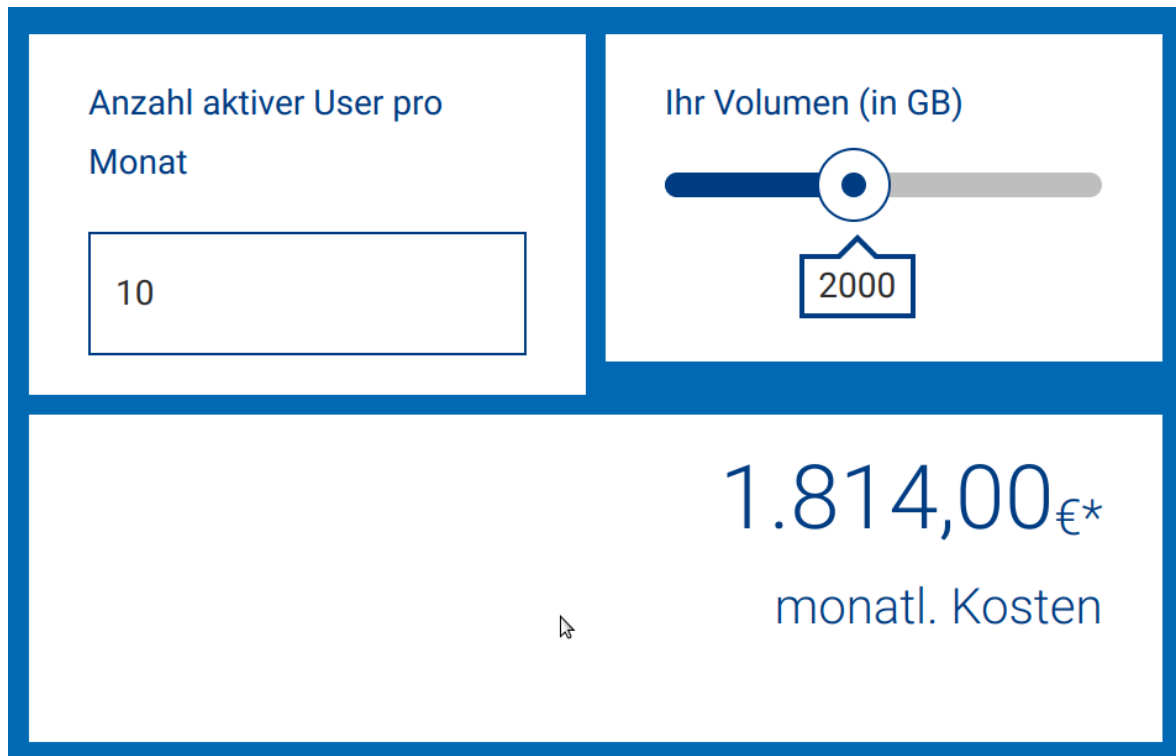 Anzahl aktiver User pro
Monat
10
Ihr Volumen (in GB)
2000
1.814,00€*
monatl. Kosten